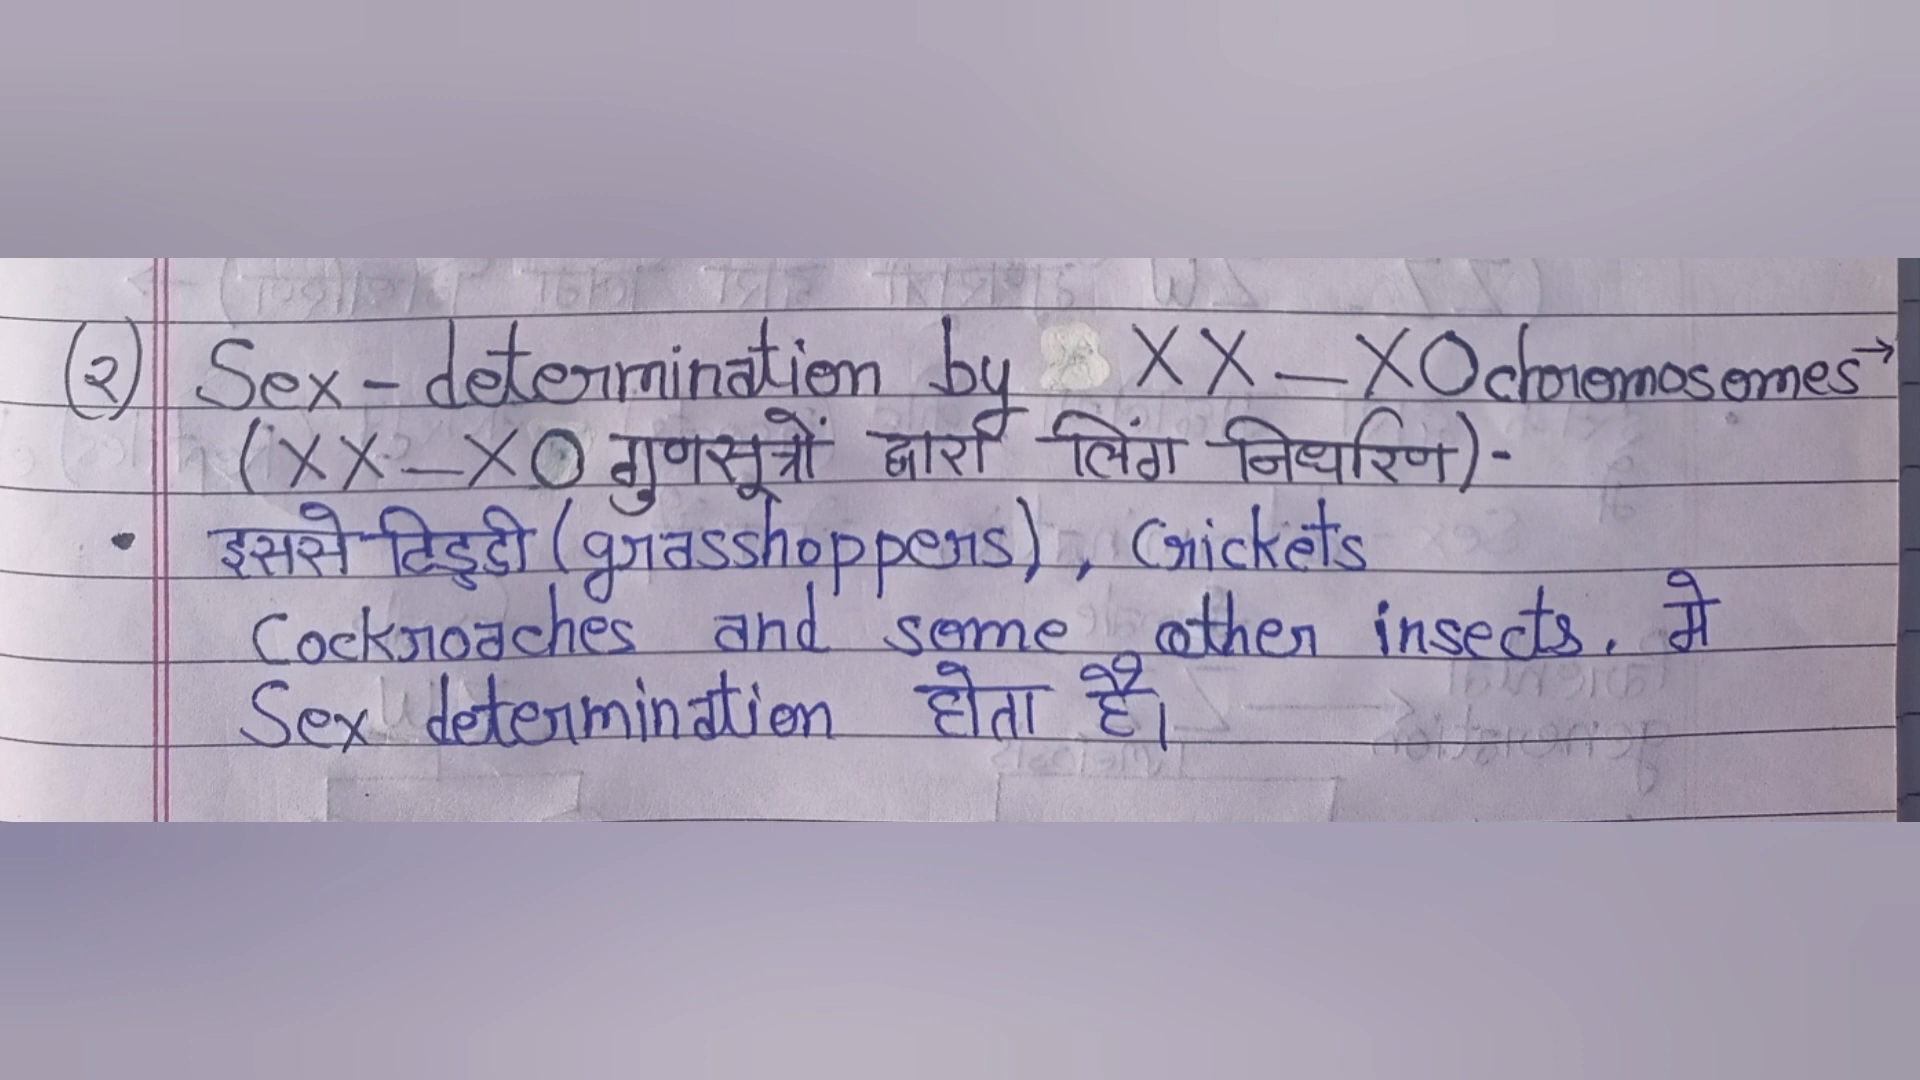 (२) Sex-determination by XX-XO choromosomes→
(XX-XO गुणसूत्रों द्वारा लिंग निर्धारण)-
• इससे टिड्डी (grasshoppers), Crickets
Cockroaches and some other insects. मे
Sex determination होता है।